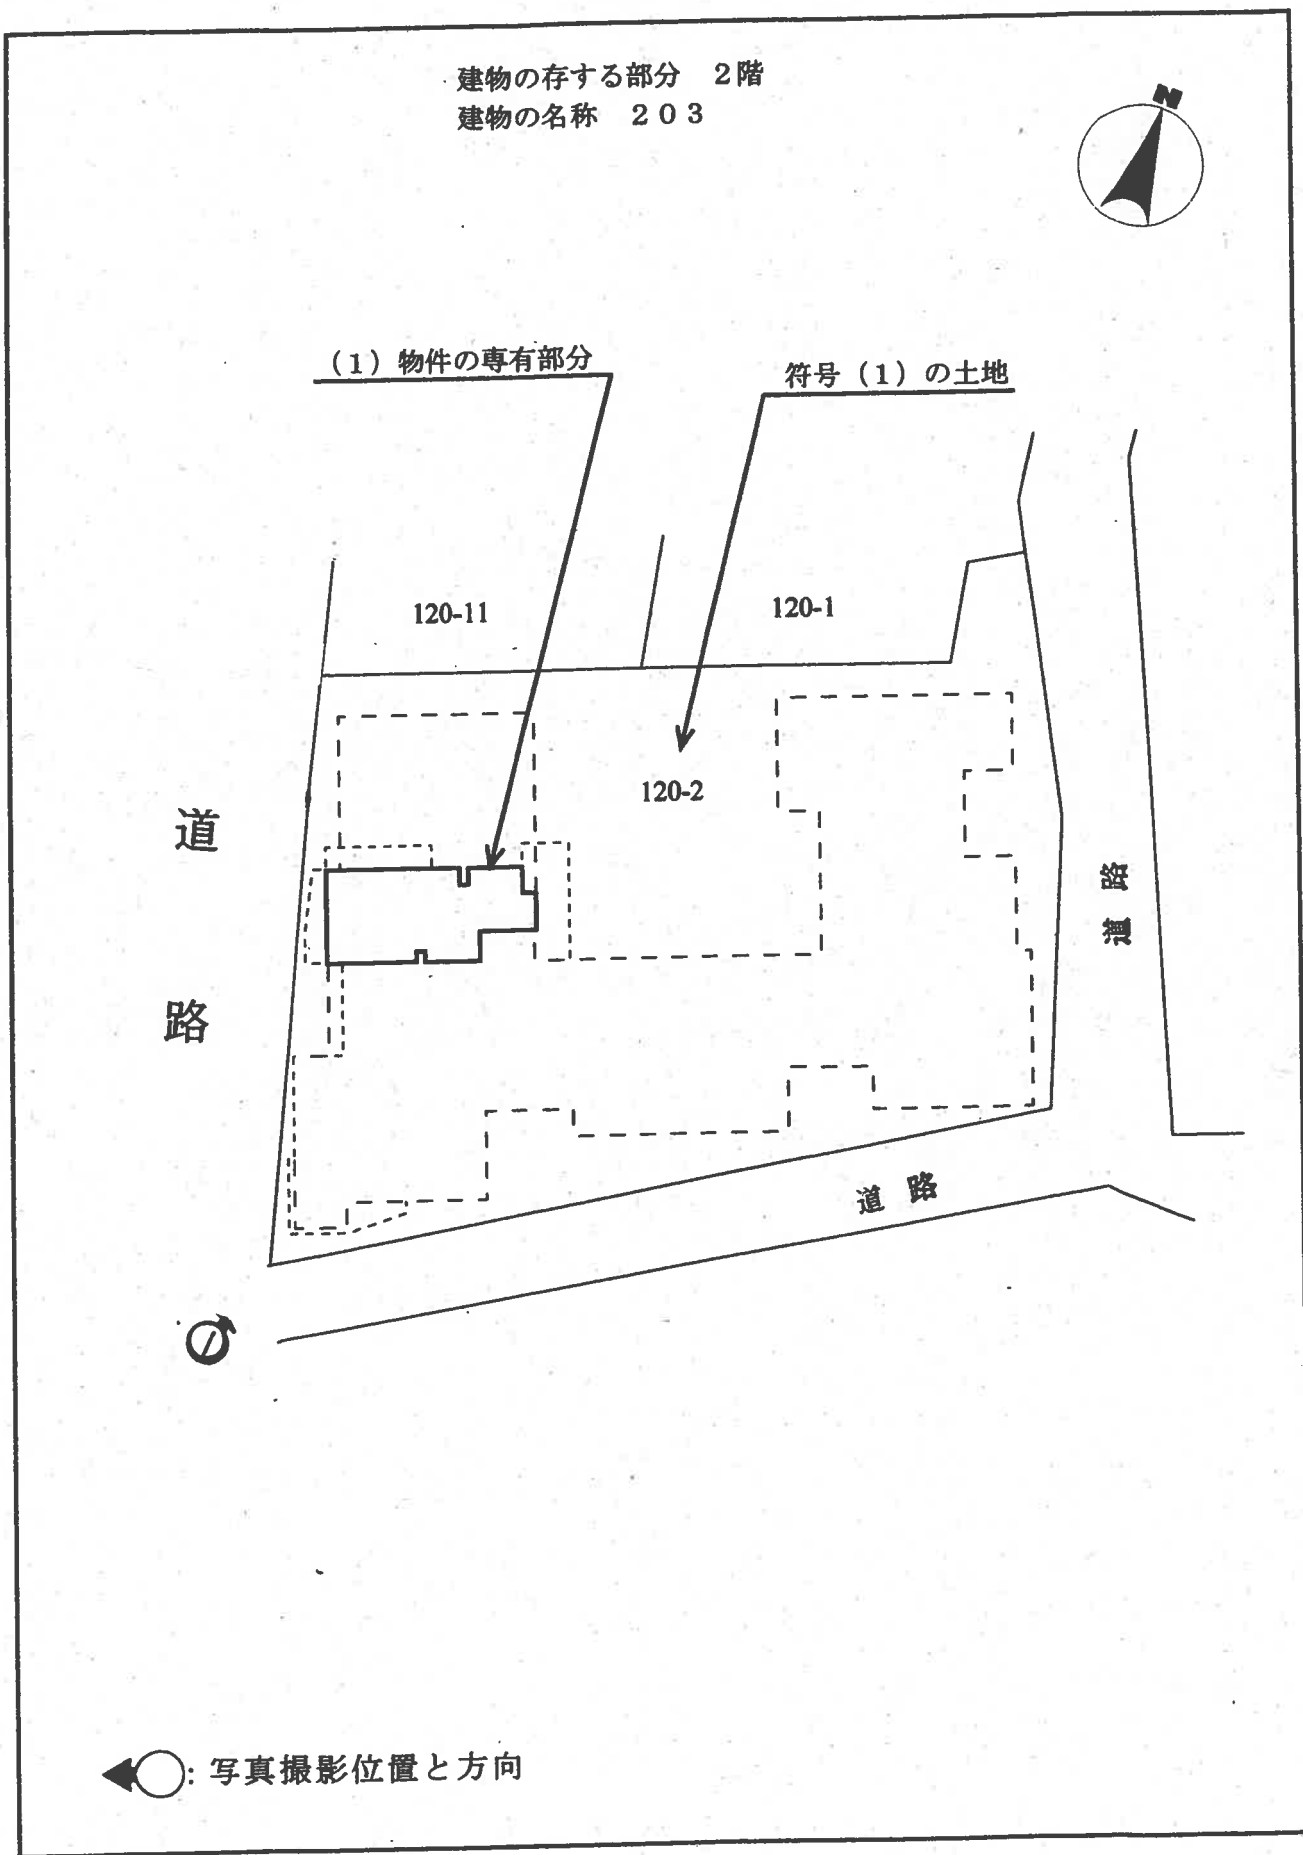 建物の存する部分　２階
建物の名称　２０３
N
(1) 物件の専有部分
符号 (1) の土地
120-11
120-1
120-2
道路
道路
道路
: 写真撮影位置と方向